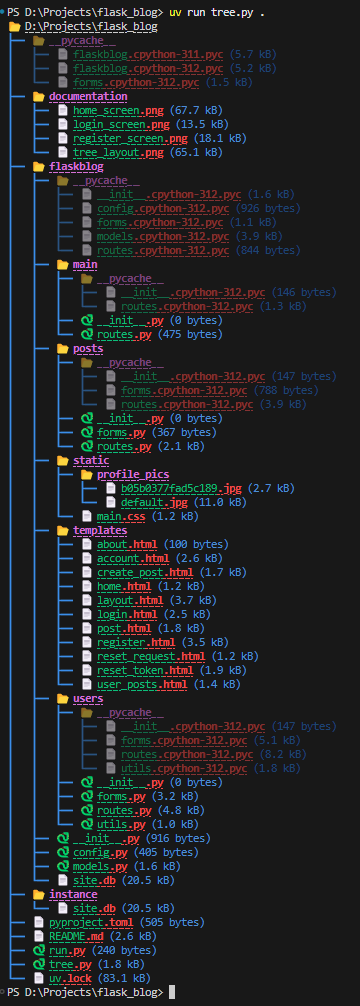 PS D:\Projects\flask_blog> uv run tree.py .
D:\Projects\flask_blog
__pycache__
flaskblog.cpython-311.pyc (5.7 kB)
flaskblog.cpython-312.pyc (5.2 kB)
forms.cpython-312.pyc (1.5 kB)
documentation
home_screen.png (67.7 kB)
login_screen.png (13.5 kB)
register_screen.png (18.1 kB)
tree_layout.png (65.1 kB)
flaskblog
__pycache__
__init__.cpython-312.pyc (1.6 kB)
config.cpython-312.pyc (926 bytes)
forms.cpython-312.pyc (1.1 kB)
models.cpython-312.pyc (3.9 kB)
routes.cpython-312.pyc (844 bytes)
main
__pycache__
__init__.cpython-312.pyc (146 bytes)
routes.cpython-312.pyc (1.3 kB)
__init__.py (0 bytes)
routes.py (475 bytes)
posts
__pycache__
__init__.cpython-312.pyc (147 bytes)
forms.cpython-312.pyc (788 bytes)
routes.cpython-312.pyc (3.9 kB)
__init__.py (0 bytes)
forms.py (367 bytes)
routes.py (2.1 kB)
static
profile_pics
b05b0377fad5c189.jpg (2.7 kB)
default.jpg (11.0 kB)
main.css (1.2 kB)
templates
about.html (100 bytes)
account.html (2.6 kB)
create_post.html (1.7 kB)
home.html (1.2 kB)
layout.html (3.7 kB)
login.html (2.5 kB)
post.html (1.8 kB)
register.html (3.5 kB)
reset_request.html (1.2 kB)
reset_token.html (1.9 kB)
user_posts.html (1.4 kB)
users
__pycache__
__init__.cpython-312.pyc (147 bytes)
forms.cpython-312.pyc (5.1 kB)
routes.cpython-312.pyc (8.2 kB)
utils.cpython-312.pyc (1.8 kB)
__init__.py (0 bytes)
forms.py (3.2 kB)
routes.py (4.8 kB)
utils.py (1.0 kB)
__init__.py (916 bytes)
config.py (405 bytes)
models.py (1.6 kB)
site.db (20.5 kB)
instance
site.db (20.5 kB)
pyproject.toml (505 bytes)
README.md (2.6 kB)
run.py (240 bytes)
tree.py (1.8 kB)
uv.lock (83.1 kB)
PS D:\Projects\flask_blog>